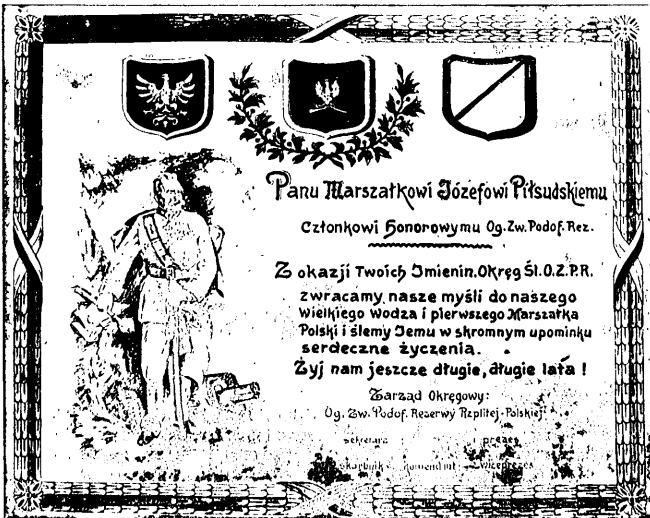 Panu Marszałkowi Józefowi Piłsudskiemu
Członkowi Honorowymu Og. Zw. Podof. Rez.
Z okazji Twoich Imienin. Okręg Śl. O. Z. P. R.
zwracamy nasze myśli do naszego
Wielkiego Wodza i pierwszego Marszałka
Polski i ślemy Jemu w skromnym upominku
serdeczne życzenia.
Żyj nam jeszcze długie, długie lata !
Zarząd Okręgowy:
Og. Zw. Podof. Rezerwy Rzplitej-Polskiej
sekretarz prezes
skarbnik komendant wiceprezes